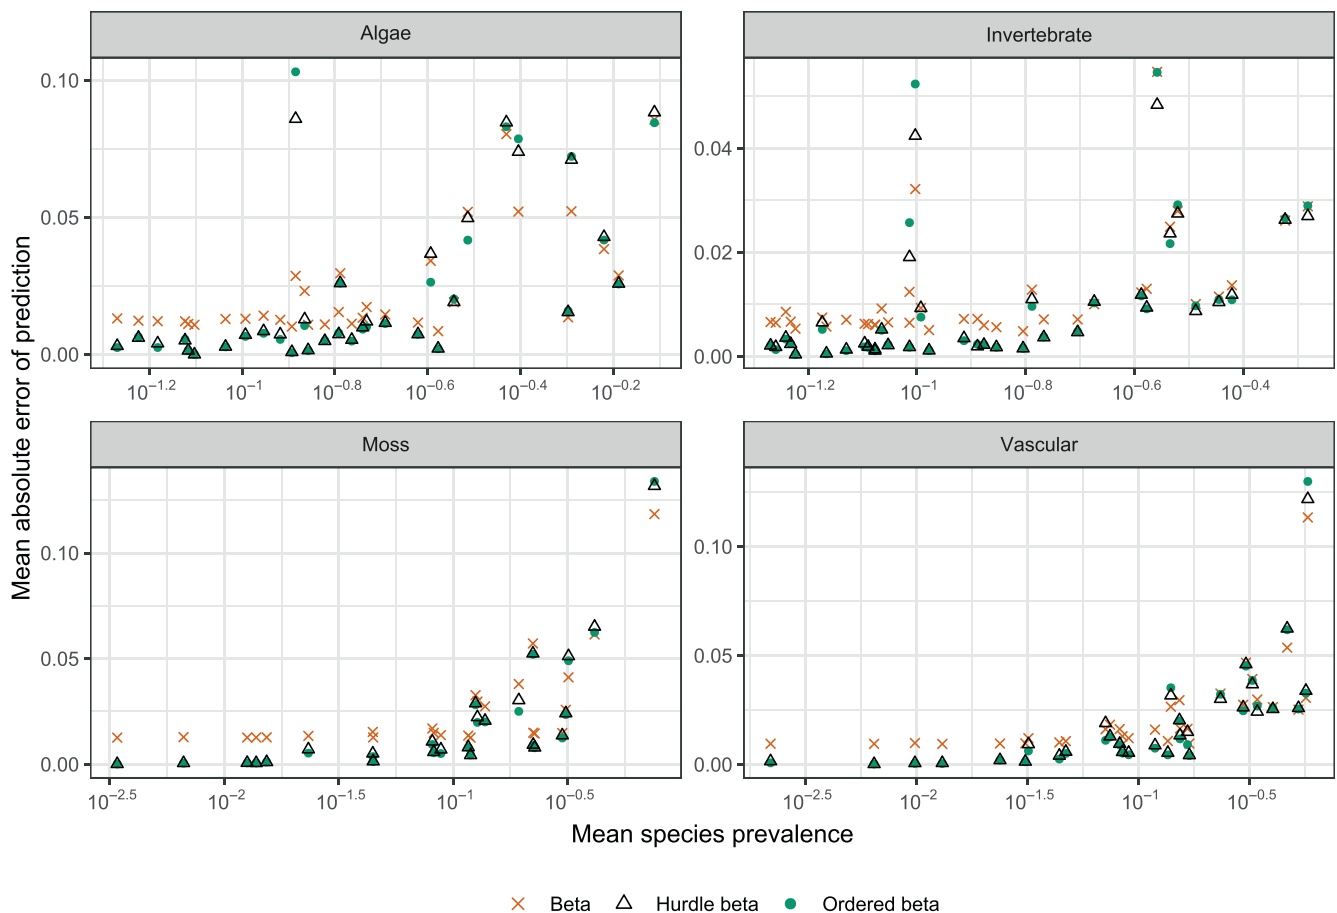 Algae
Invertebrate
Mean absolute error of prediction
0.10
0.05
0.00
10^−1.2 10^−1 10^−0.8 10^−0.6 10^−0.4 10^−0.2
0.04
0.02
0.00
10^−1.2 10^−1 10^−0.8 10^−0.6 10^−0.4
Moss
Vascular
0.10
0.05
0.00
10^−2.5 10^−2 10^−1.5 10^−1 10^−0.5
0.10
0.05
0.00
10^−2.5 10^−2 10^−1.5 10^−1 10^−0.5
Mean species prevalence
Beta Hurdle beta Ordered beta